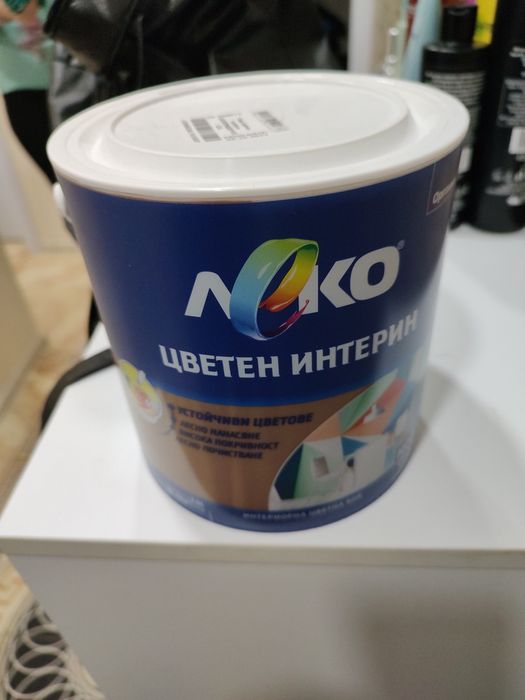 ЛЕКО®
ЦВЕТЕН ИНТЕРИН
УСТОЙЧИВИ ЦВЕТОВЕ
ЛЕСНО НАНАСЯНЕ
ВИСОКА ПОКРИВНОСТ
ЛЕСНО ПОЧИСТВАНЕ
ИНТЕРИОРНА ЦВЕТНА БОЯ